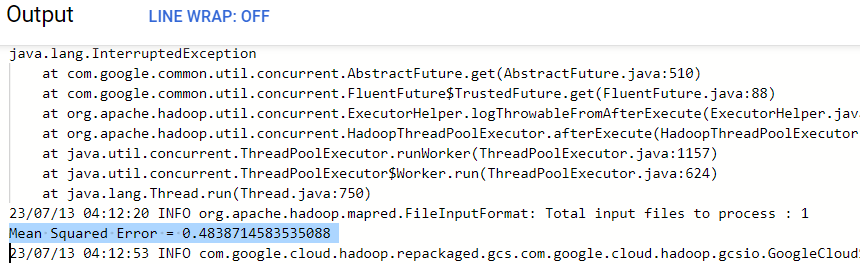 Output
LINE WRAP: OFF
java.lang.InterruptedException
at com.google.common.util.concurrent.AbstractFuture.get(AbstractFuture.java:510)
at com.google.common.util.concurrent.FluentFuture$TrustedFuture.get(FluentFuture.java:88)
at org.apache.hadoop.util.concurrent.ExecutorHelper.logThrowableFromAfterExecute(ExecutorHelper.jav
at org.apache.hadoop.util.concurrent.HadoopThreadPoolExecutor.afterExecute(HadoopThreadPoolExecutor
at java.util.concurrent.ThreadPoolExecutor.runWorker(ThreadPoolExecutor.java:1157)
at java.util.concurrent.ThreadPoolExecutor$Worker.run(ThreadPoolExecutor.java:624)
at java.lang.Thread.run(Thread.java:750)
23/07/13 04:12:20 INFO org.apache.hadoop.mapred.FileInputFormat: Total input files to process : 1
Mean Squared Error = 0.4838714583535088
23/07/13 04:12:53 INFO com.google.cloud.hadoop.repackaged.gcs.com.google.cloud.hadoop.gcsio.GoogleClouds